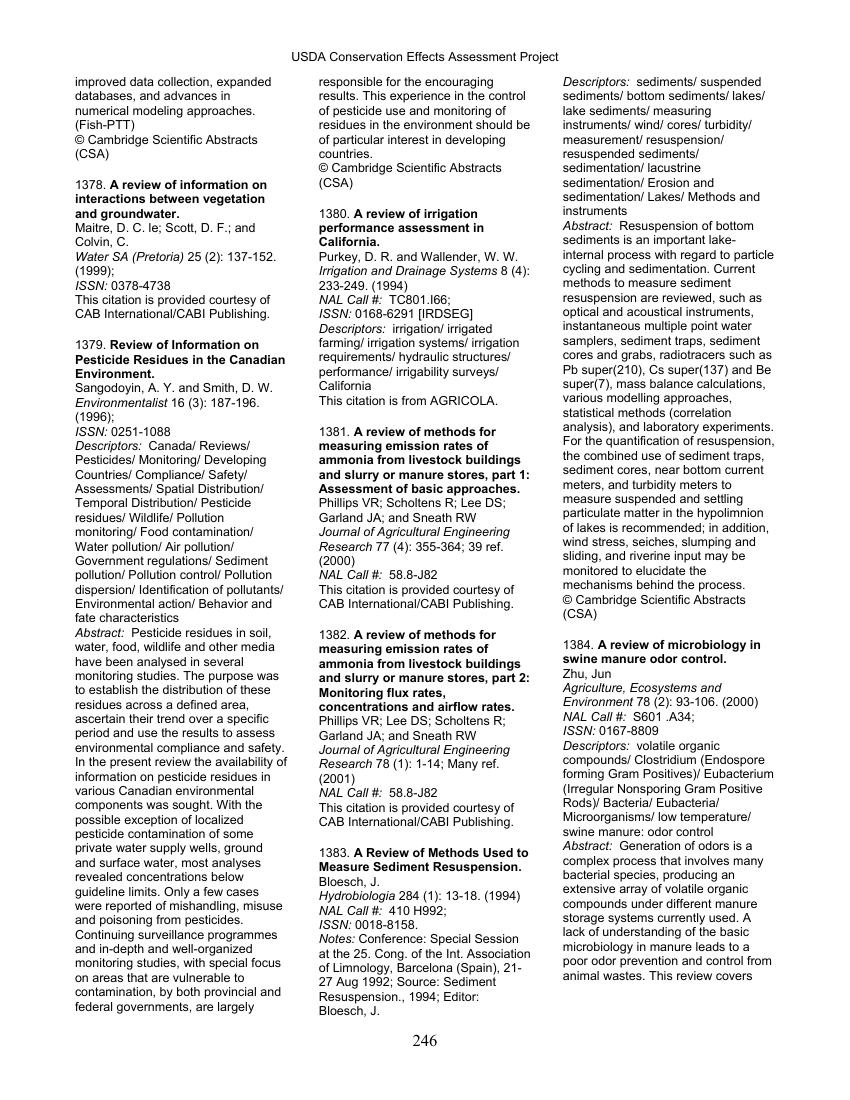 USDA Conservation Effects Assessment Project
improved data collection, expanded
databases, and advances in
numerical modeling approaches.
(Fish-PTT)
© Cambridge Scientific Abstracts
(CSA)
1378. A review of information on
interactions between vegetation
and groundwater.
Maitre, D. C. le; Scott, D. F.; and
Colvin, C.
Water SA (Pretoria) 25 (2): 137-152.
(1999);
ISSN: 0378-4738
This citation is provided courtesy of
CAB International/CABI Publishing.
1379. Review of Information on
Pesticide Residues in the Canadian
Environment.
Sangodoyin, A. Y. and Smith, D. W.
Environmentalist 16 (3): 187-196.
(1996);
ISSN: 0251-1088
Descriptors: Canada/ Reviews/
Pesticides/ Monitoring/ Developing
Countries/ Compliance/ Safety/
Assessments/ Spatial Distribution/
Temporal Distribution/ Pesticide
residues/ Wildlife/ Pollution
monitoring/ Food contamination/
Water pollution/ Air pollution/
Government regulations/ Sediment
pollution/ Pollution control/ Pollution
dispersion/ Identification of pollutants/
Environmental action/ Behavior and
fate characteristics
Abstract: Pesticide residues in soil,
water, food, wildlife and other media
have been analysed in several
monitoring studies. The purpose was
to establish the distribution of these
residues across a defined area,
ascertain their trend over a specific
period and use the results to assess
environmental compliance and safety.
In the present review the availability of
information on pesticide residues in
various Canadian environmental
components was sought. With the
possible exception of localized
pesticide contamination of some
private water supply wells, ground
and surface water, most analyses
revealed concentrations below
guideline limits. Only a few cases
were reported of mishandling, misuse
and poisoning from pesticides.
Continuing surveillance programmes
and in-depth and well-organized
monitoring studies, with special focus
on areas that are vulnerable to
contamination, by both provincial and
federal governments, are largely
responsible for the encouraging
results. This experience in the control
of pesticide use and monitoring of
residues in the environment should be
of particular interest in developing
countries.
© Cambridge Scientific Abstracts
(CSA)
1380. A review of irrigation
performance assessment in
California.
Purkey, D. R. and Wallender, W. W.
Irrigation and Drainage Systems 8 (4):
233-249. (1994)
NAL Call #: TC801.I66;
ISSN: 0168-6291 [IRDSEG]
Descriptors: irrigation/ irrigated
farming/ irrigation systems/ irrigation
requirements/ hydraulic structures/
performance/ irrigability surveys/
California
This citation is from AGRICOLA.
1381. A review of methods for
measuring emission rates of
ammonia from livestock buildings
and slurry or manure stores, part 1:
Assessment of basic approaches.
Phillips VR; Scholtens R; Lee DS;
Garland JA; and Sneath RW
Journal of Agricultural Engineering
Research 77 (4): 355-364; 39 ref.
(2000)
NAL Call #: 58.8-J82
This citation is provided courtesy of
CAB International/CABI Publishing.
1382. A review of methods for
measuring emission rates of
ammonia from livestock buildings
and slurry or manure stores, part 2:
Monitoring flux rates,
concentrations and airflow rates.
Phillips VR; Lee DS; Scholtens R;
Garland JA; and Sneath RW
Journal of Agricultural Engineering
Research 78 (1): 1-14; Many ref.
(2001)
NAL Call #: 58.8-J82
This citation is provided courtesy of
CAB International/CABI Publishing.
1383. A Review of Methods Used to
Measure Sediment Resuspension.
Bloesch, J.
Hydrobiologia 284 (1): 13-18. (1994)
NAL Call #: 410 H992;
ISSN: 0018-8158.
Notes: Conference: Special Session
at the 25. Cong. of the Int. Association
of Limnology, Barcelona (Spain), 21-
27 Aug 1992; Source: Sediment
Resuspension., 1994; Editor:
Bloesch, J.
Descriptors: sediments/ suspended
sediments/ bottom sediments/ lakes/
lake sediments/ measuring
instruments/ wind/ cores/ turbidity/
measurement/ resuspension/
resuspended sediments/
sedimentation/ lacustrine
sedimentation/ Erosion and
sedimentation/ Lakes/ Methods and
instruments
Abstract: Resuspension of bottom
sediments is an important lake-
internal process with regard to particle
cycling and sedimentation. Current
methods to measure sediment
resuspension are reviewed, such as
optical and acoustical instruments,
instantaneous multiple point water
samplers, sediment traps, sediment
cores and grabs, radiotracers such as
Pb super(210), Cs super(137) and Be
super(7), mass balance calculations,
various modelling approaches,
statistical methods (correlation
analysis), and laboratory experiments.
For the quantification of resuspension,
the combined use of sediment traps,
sediment cores, near bottom current
meters, and turbidity meters to
measure suspended and settling
particulate matter in the hypolimnion
of lakes is recommended; in addition,
wind stress, seiches, slumping and
sliding, and riverine input may be
monitored to elucidate the
mechanisms behind the process.
© Cambridge Scientific Abstracts
(CSA)
1384. A review of microbiology in
swine manure odor control.
Zhu, Jun
Agriculture, Ecosystems and
Environment 78 (2): 93-106. (2000)
NAL Call #: S601 .A34;
ISSN: 0167-8809
Descriptors: volatile organic
compounds/ Clostridium (Endospore
forming Gram Positives)/ Eubacterium
(Irregular Nonsporing Gram Positive
Rods)/ Bacteria/ Eubacteria/
Microorganisms/ low temperature/
swine manure: odor control
Abstract: Generation of odors is a
complex process that involves many
bacterial species, producing an
extensive array of volatile organic
compounds under different manure
storage systems currently used. A
lack of understanding of the basic
microbiology in manure leads to a
poor odor prevention and control from
animal wastes. This review covers
246